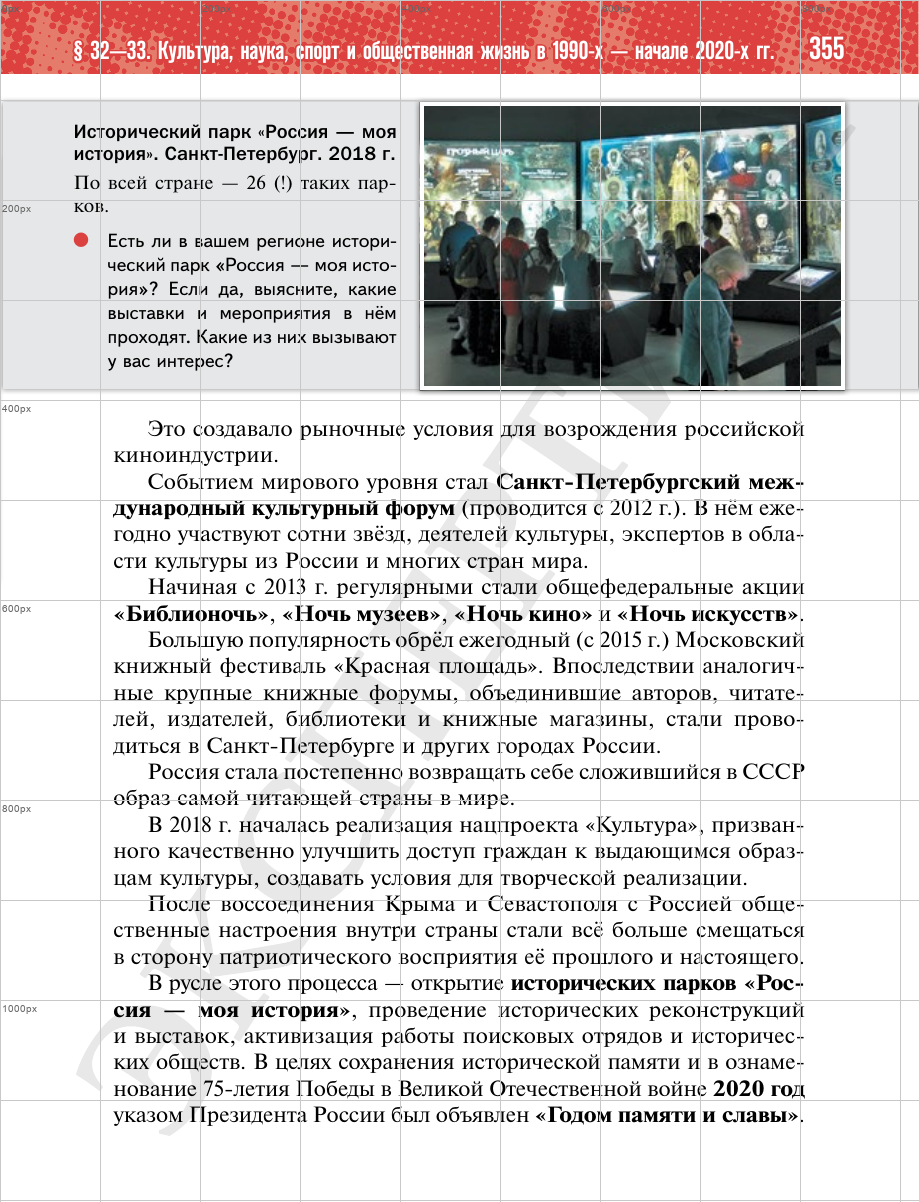 § 32—33. Культура, наука, спорт и общественная жизнь в 1990-х — начале 2020-х гг. 355
Исторический парк «Россия — моя
история». Санкт-Петербург. 2018 г.
По всей стране — 26 (!) таких пар-
ков.
Есть ли в вашем регионе истори-
ческий парк «Россия — моя исто-
рия»? Если да, выясните, какие
выставки и мероприятия в нём
проходят. Какие из них вызывают
у вас интерес?
ГРОЗНЫЙ ЦАРЬ
Это создавало рыночные условия для возрождения российской
киноиндустрии.
Событием мирового уровня стал Санкт-Петербургский меж-
дународный культурный форум (проводится с 2012 г.). В нём еже-
годно участвуют сотни звёзд, деятелей культуры, экспертов в обла-
сти культуры из России и многих стран мира.
Начиная с 2013 г. регулярными стали общефедеральные акции
«Библионочь», «Ночь музеев», «Ночь кино» и «Ночь искусств».
Большую популярность обрёл ежегодный (с 2015 г.) Московский
книжный фестиваль «Красная площадь». Впоследствии аналогич-
ные крупные книжные форумы, объединившие авторов, читате-
лей, издателей, библиотеки и книжные магазины, стали прово-
диться в Санкт-Петербурге и других городах России.
Россия стала постепенно возвращать себе сложившийся в СССР
образ самой читающей страны в мире.
В 2018 г. началась реализация нацпроекта «Культура», призван-
ного качественно улучшить доступ граждан к выдающимся образ-
цам культуры, создавать условия для творческой реализации.
После воссоединения Крыма и Севастополя с Россией обще-
ственные настроения внутри страны стали всё больше смещаться
в сторону патриотического восприятия её прошлого и настоящего.
В русле этого процесса — открытие исторических парков «Рос-
сия — моя история», проведение исторических реконструкций
и выставок, активизация работы поисковых отрядов и историчес-
ких обществ. В целях сохранения исторической памяти и в ознаме-
нование 75-летия Победы в Великой Отечественной войне 2020 год
указом Президента России был объявлен «Годом памяти и славы».
ЭКСПЕРТИ
200px
400px
600px
800px
1000px